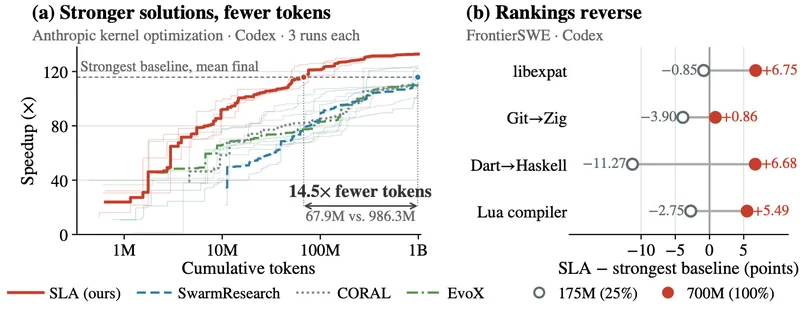 (a) Stronger solutions, fewer tokens
Anthropic kernel optimization · Codex · 3 runs each
Strongest baseline, mean final
120
80
40
0
Speedup (×)
14.5× fewer tokens
67.9M vs. 986.3M
1M
10M
100M
1B
Cumulative tokens
(b) Rankings reverse
FrontierSWE · Codex
libexpat
−0.85
+6.75
Git→Zig
−3.90
+0.86
Dart→Haskell
−11.27
+6.68
Lua compiler
−2.75
+5.49
−10
−5
0
5
SLA − strongest baseline (points)
SLA (ours)
SwarmResearch
CORAL
EvoX
175M (25%)
700M (100%)